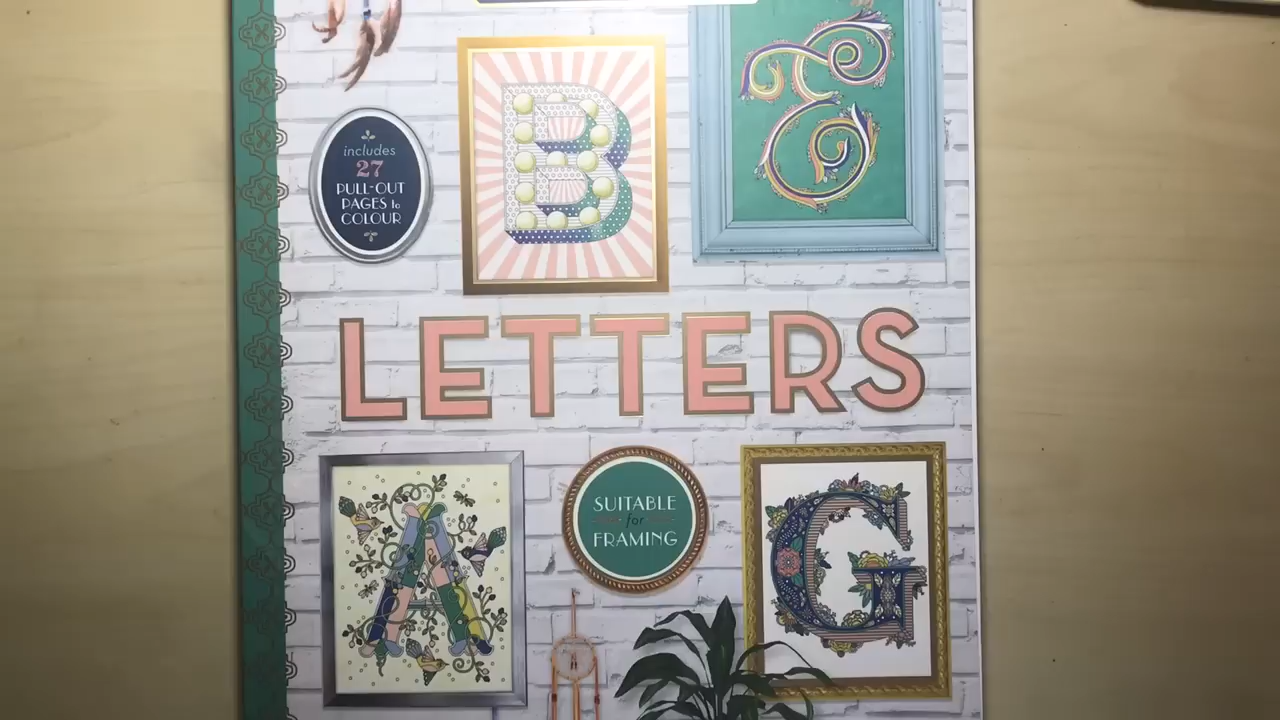 B
E
includes
27
PULL-OUT
PAGES to
COLOUR
LETTERS
A
SUITABLE
for
FRAMING
G